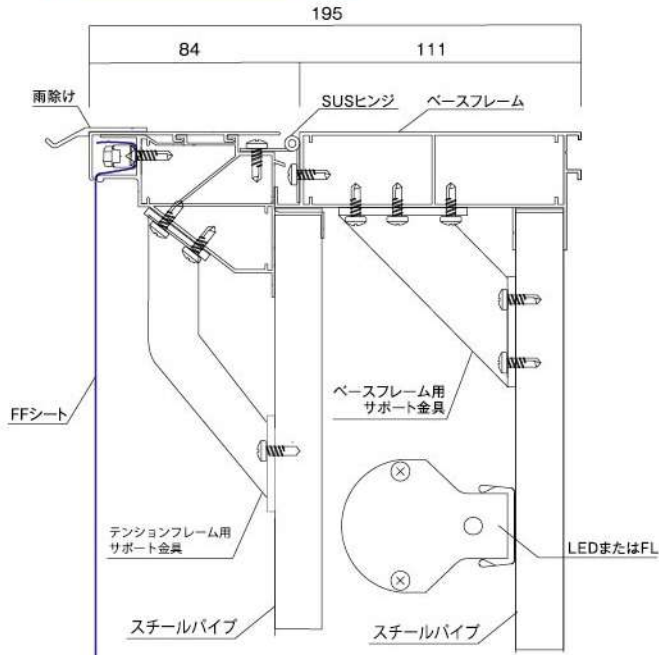 195
84
111
雨除け
SUSヒンジ
ベースフレーム
FFシート
ベースフレーム用
サポート金具
テンションフレーム用
サポート金具
LEDまたはFL
スチールパイプ
スチールパイプ